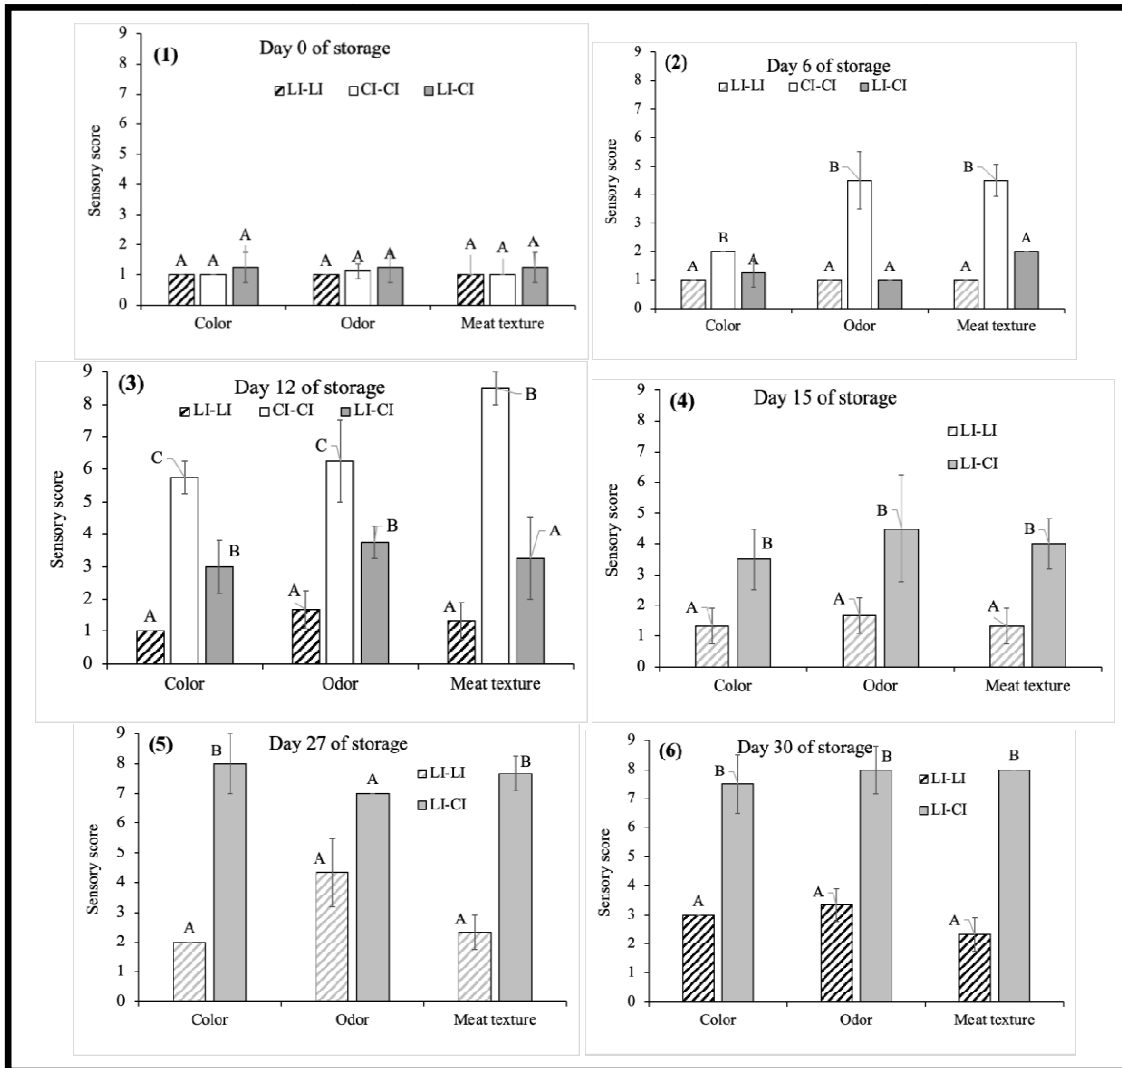 (1)
Day 0 of storage
LI-LI CI-CI LI-CI
Sensory score
9
8
7
6
5
4
3
2
1
0
A A A
A A A
A A A
Color Odor Meat texture
(2)
Day 6 of storage
LI-LI CI-CI LI-CI
Sensory score
9
8
7
6
5
4
3
2
1
0
A B A
A B A
A B A
Color Odor Meat texture
(3)
Day 12 of storage
LI-LI CI-CI LI-CI
Sensory score
9
8
7
6
5
4
3
2
1
0
A C B
A C B
A B A
Color Odor Meat texture
(4)
Day 15 of storage
LI-LI
LI-CI
Sensory score
9
8
7
6
5
4
3
2
1
0
A B
A B
A B
Color Odor Meat texture
(5)
Day 27 of storage
LI-LI
LI-CI
Sensory score
9
8
7
6
5
4
3
2
1
0
A B
A A
A B
Color Odor Meat texture
(6)
Day 30 of storage
LI-LI
LI-CI
Sensory score
9
8
7
6
5
4
3
2
1
0
A B
A B
A B
Color Odor Meat texture